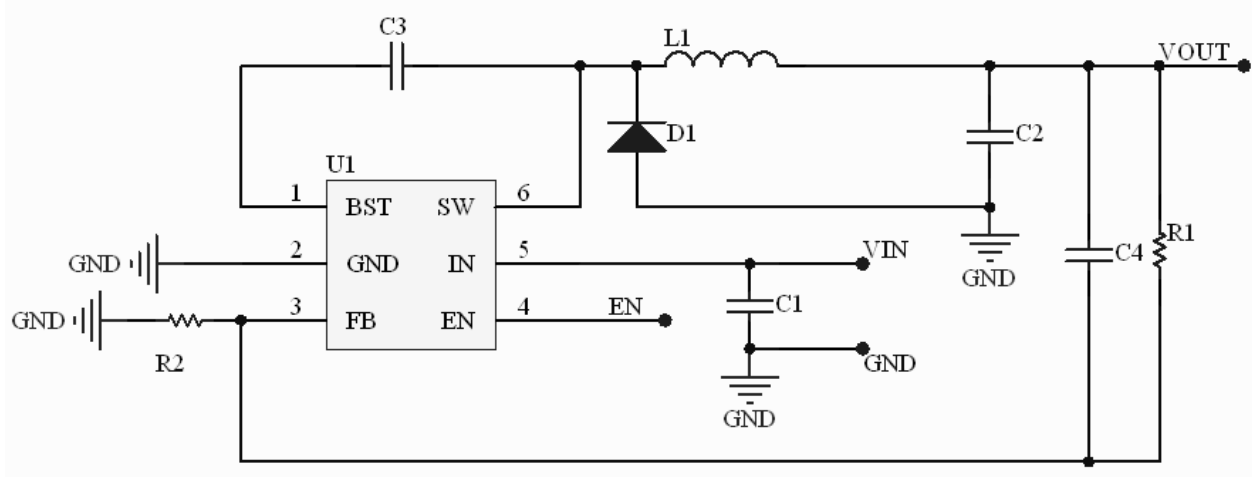 C3
L1
VOUT
D1
C2
U1
1 BST SW 6
GND 2 GND IN 5 VIN
GND C4 R1
GND 3 FB EN 4 EN C1
R2 GND
GND